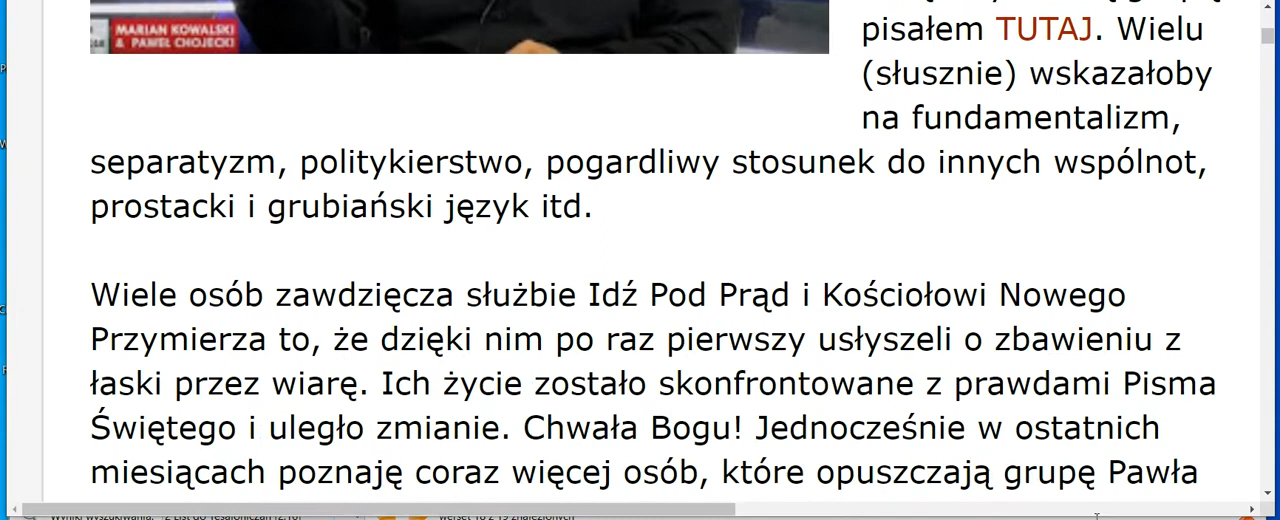 MARIAN KOWALSKI
& PAWEŁ CHOJECKI
pisałem TUTAJ. Wielu
(słusznie) wskazałoby
na fundamentalizm,
separatyzm, politykierstwo, pogardliwy stosunek do innych wspólnot,
prostacki i grubiański język itd.
Wiele osób zawdzięcza służbie Idź Pod Prąd i Kościołowi Nowego
Przymierza to, że dzięki nim po raz pierwszy usłyszeli o zbawieniu z
łaski przez wiarę. Ich życie zostało skonfrontowane z prawdami Pisma
Świętego i uległo zmianie. Chwała Bogu! Jednocześnie w ostatnich
miesiącach poznaję coraz więcej osób, które opuszczają grupę Pawła